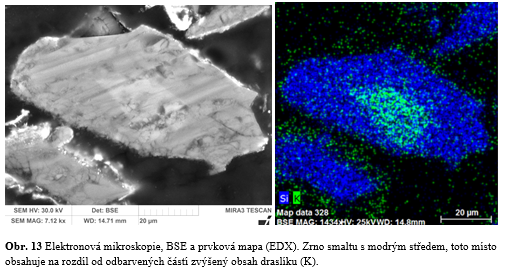 SEM HV: 30.0 kV Det: BSE MIRA3 TESCAN
SEM MAG: 7.12 kx WD: 14.71 mm 20 µm
Si K
Map data 328
SEM MAG: 1434x HV: 25kV WD: 14.8mm 20 µm
Obr. 13 Elektronová mikroskopie, BSE a prvková mapa (EDX). Zrno smaltu s modrým středem, toto místo
obsahuje na rozdíl od odbarvených části zvýšený obsah draslíku (K).